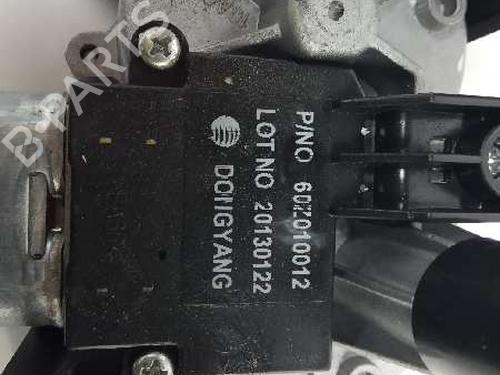 P/NO 602010012
LOT NO 20130122
DONGYANG
B-PARTS